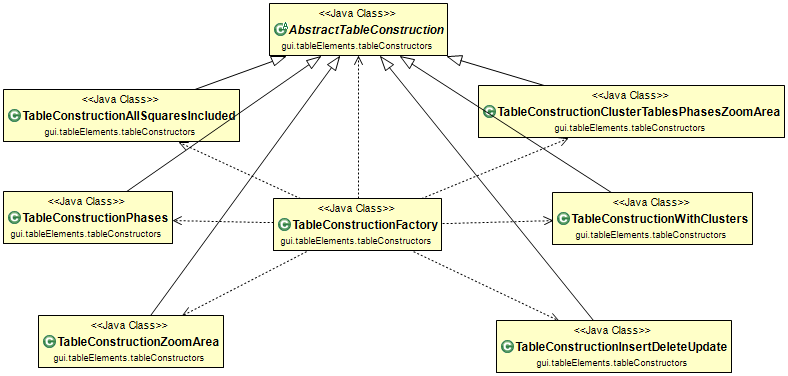 <<Java Class>>
AbstractTableConstruction
gui.tableElements.tableConstructors
<<Java Class>>
TableConstructionAllSquaresIncluded
gui.tableElements.tableConstructors
<<Java Class>>
TableConstructionClusterTablesPhasesZoomArea
gui.tableElements.tableConstructors
<<Java Class>>
TableConstructionPhases
gui.tableElements.tableConstructors
<<Java Class>>
TableConstructionFactory
gui.tableElements.tableConstructors
<<Java Class>>
TableConstructionWithClusters
gui.tableElements.tableConstructors
<<Java Class>>
TableConstructionZoomArea
gui.tableElements.tableConstructors
<<Java Class>>
TableConstructionInsertDeleteUpdate
gui.tableElements.tableConstructors